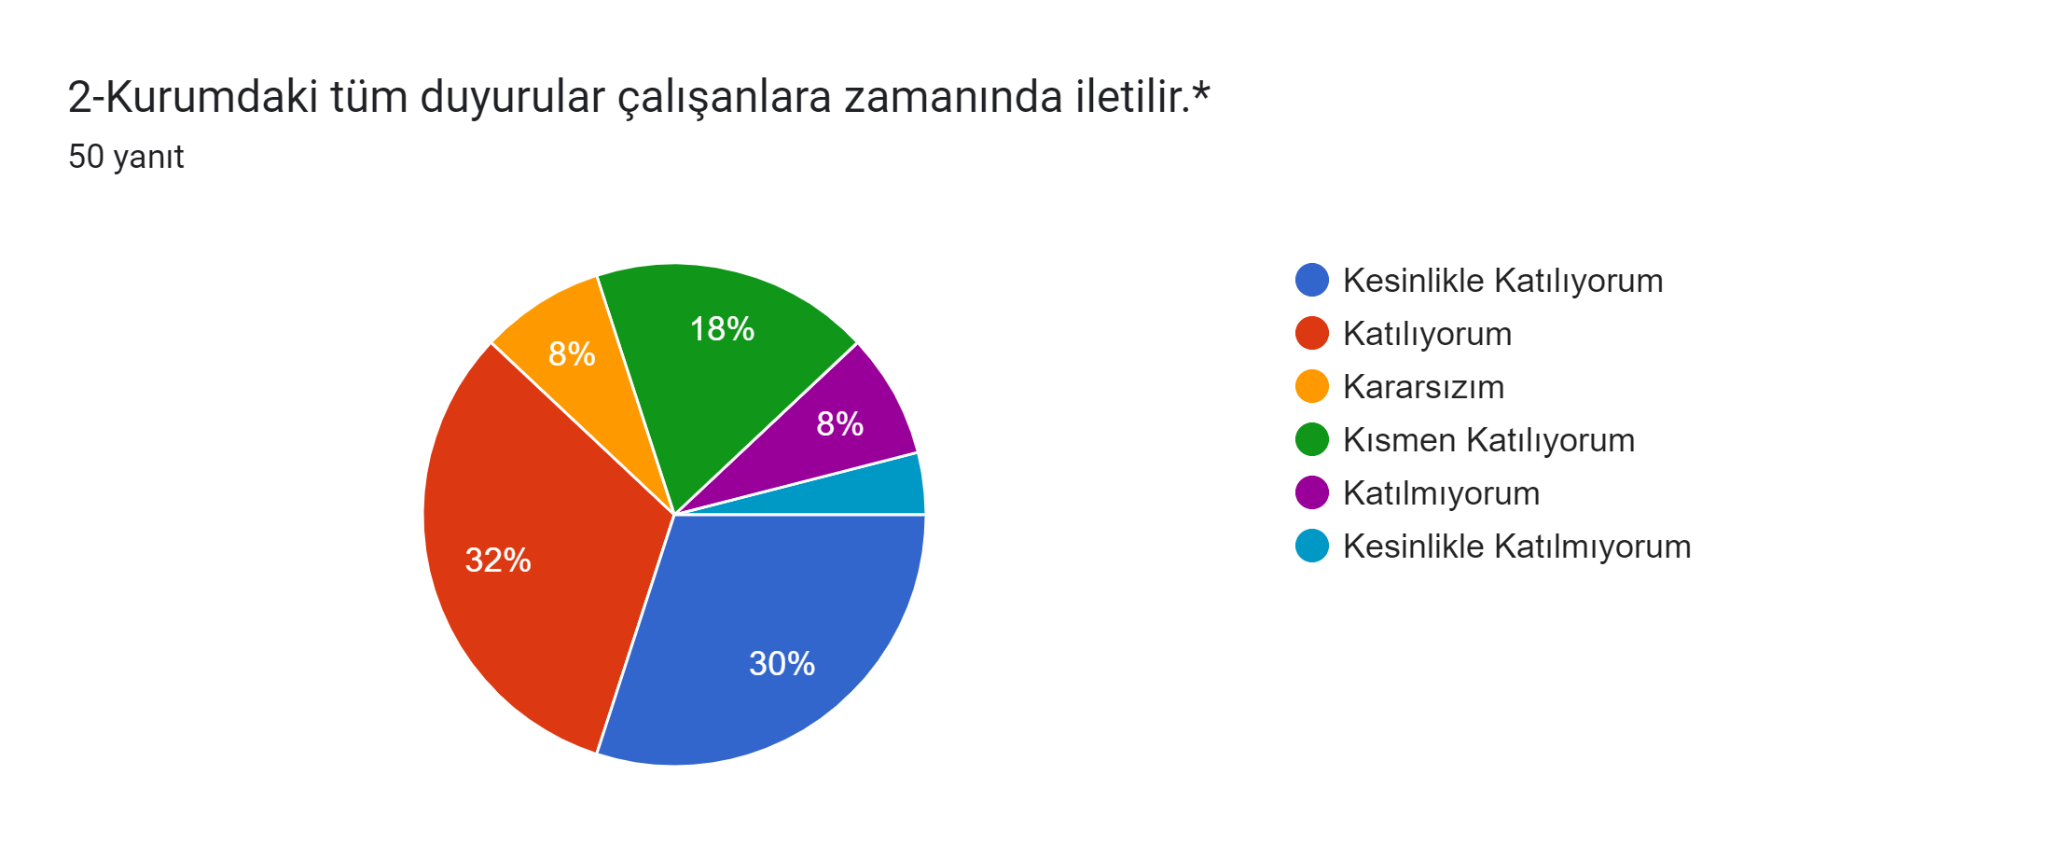 2-Kurumdaki tüm duyurular çalışanlara zamanında iletilir.*
50 yanıt
18%
8%
8%
32%
30%
Kesinlikle Katılıyorum
Katılıyorum
Kararsızım
Kısmen Katılıyorum
Katılmıyorum
Kesinlikle Katılmıyorum